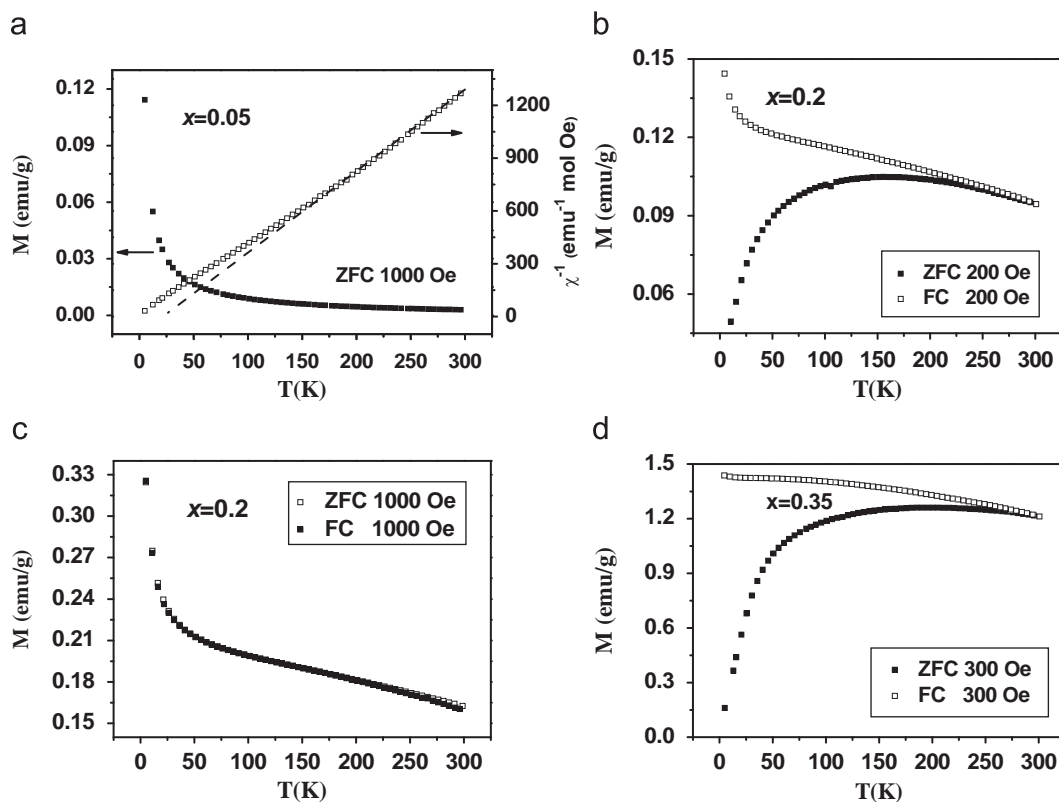 a
x=0.05
ZFC 1000 Oe
M (emu/g)
0.12
0.09
0.06
0.03
0.00
1200
900
600
300
0
χ⁻¹ (emu⁻¹ mol Oe)
0 50 100 150 200 250 300
T(K)
b
x=0.2
M (emu/g)
0.15
0.12
0.09
0.06
ZFC 200 Oe
FC 200 Oe
0 50 100 150 200 250 300
T(K)
c
x=0.2
M (emu/g)
0.33
0.30
0.27
0.24
0.21
0.18
0.15
ZFC 1000 Oe
FC 1000 Oe
0 50 100 150 200 250 300
T(K)
d
x=0.35
M (emu/g)
1.5
1.2
0.9
0.6
0.3
0.0
ZFC 300 Oe
FC 300 Oe
0 50 100 150 200 250 300
T(K)